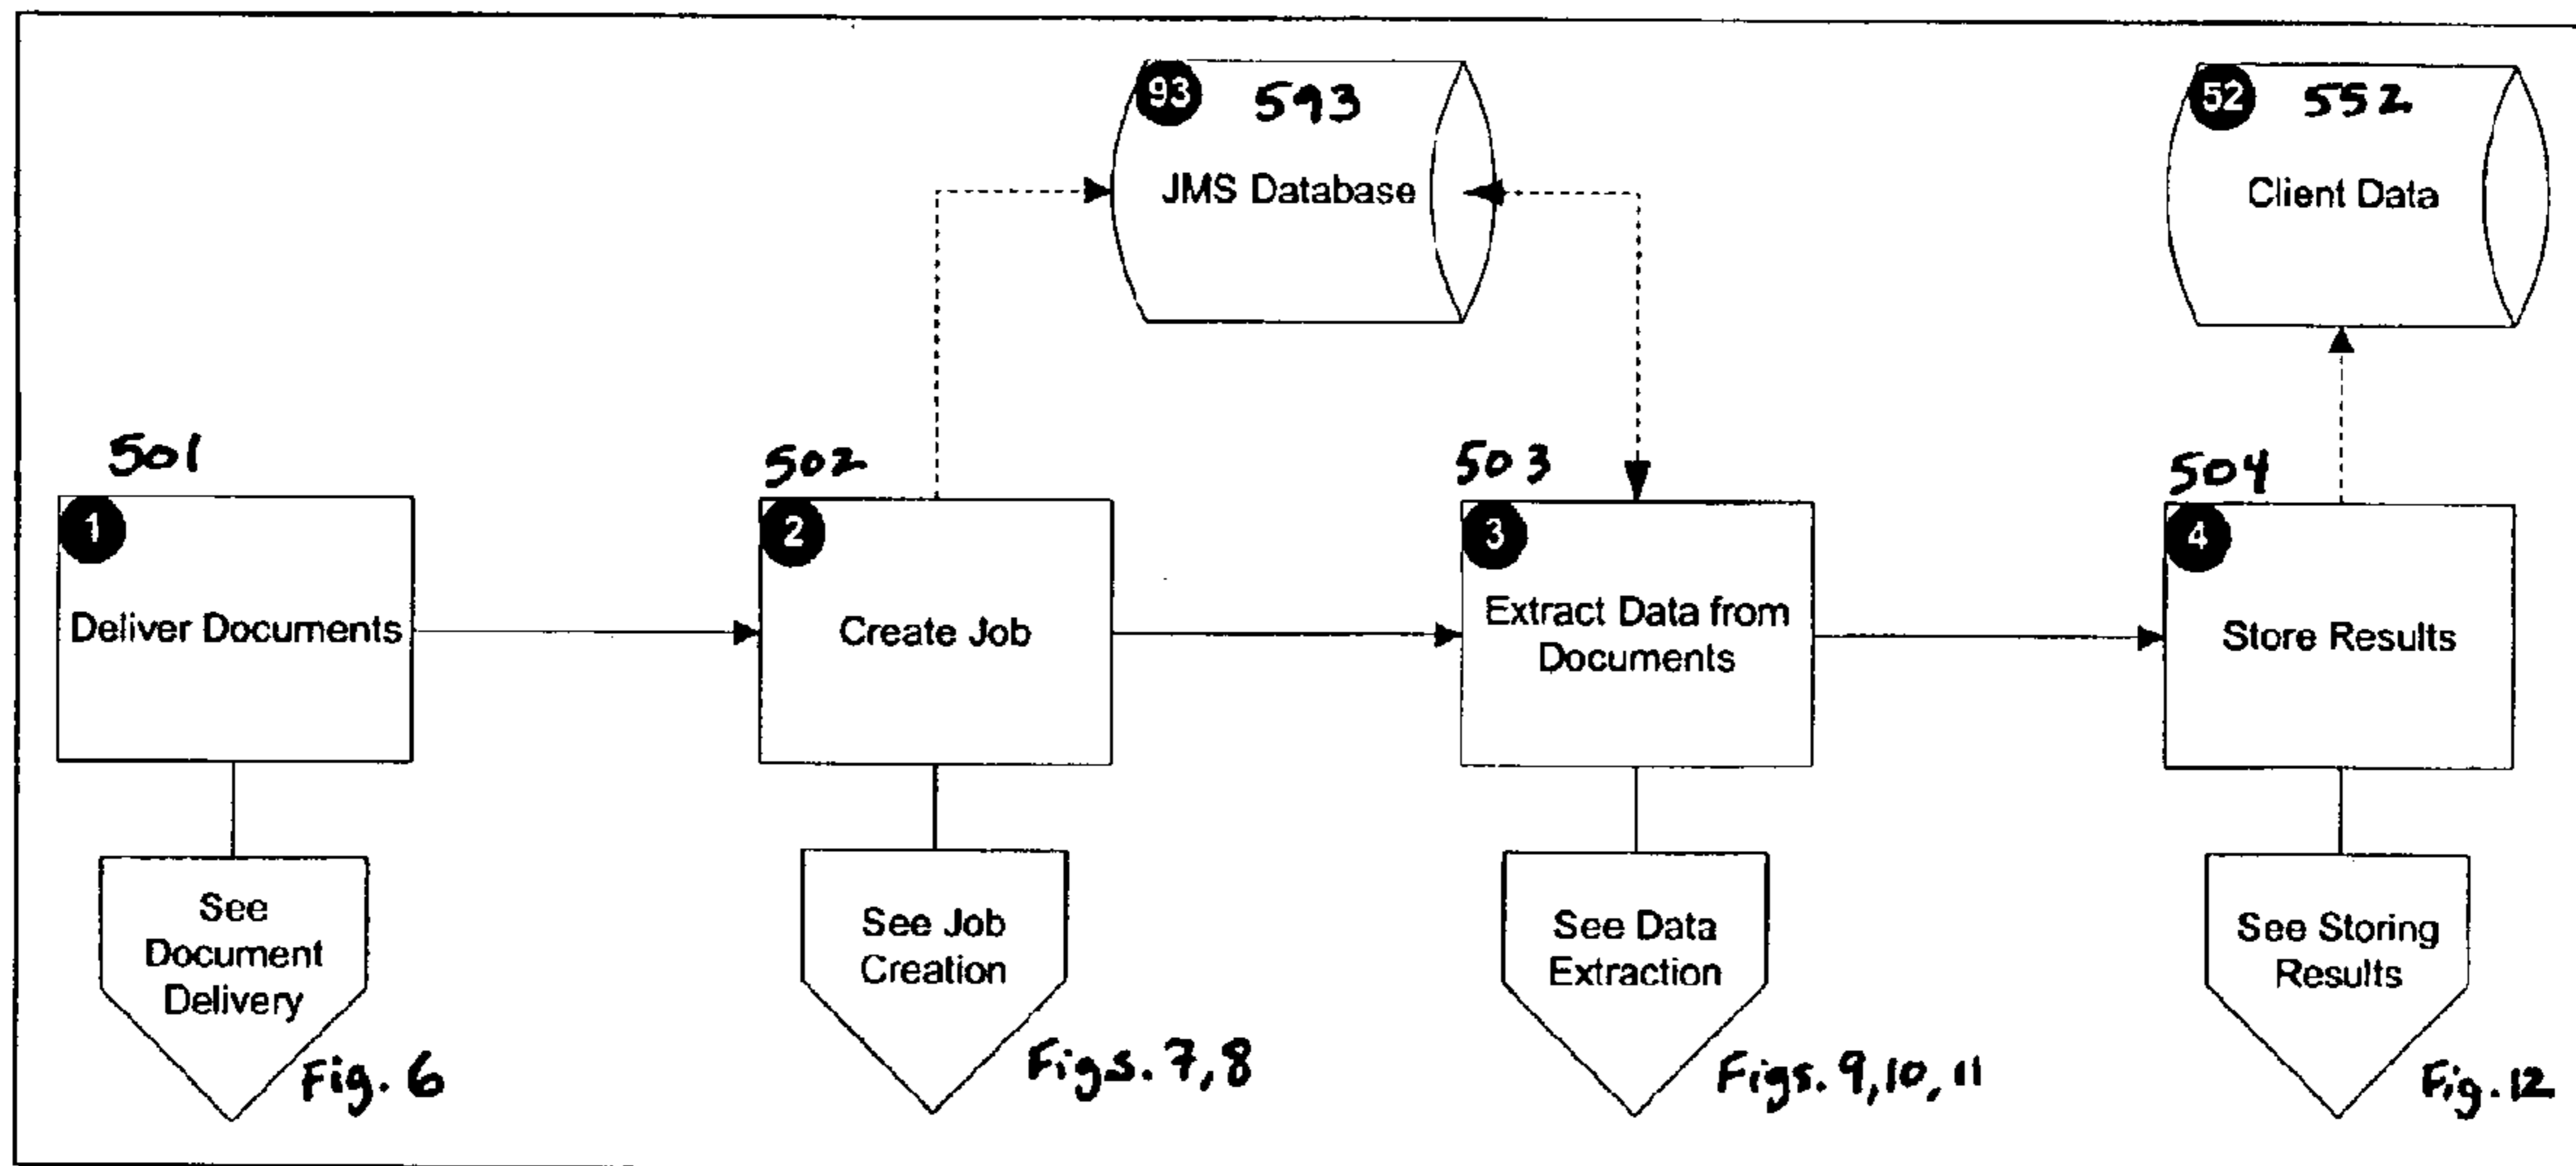 93 593
JMS Database
52 552
Client Data
501
1
Deliver Documents
502
2
Create Job
503
3
Extract Data from
Documents
504
4
Store Results
See
Document
Delivery
Fig. 6
See Job
Creation
Figs. 7,8
See Data
Extraction
Figs. 9,10,11
See Storing
Results
Fig. 12